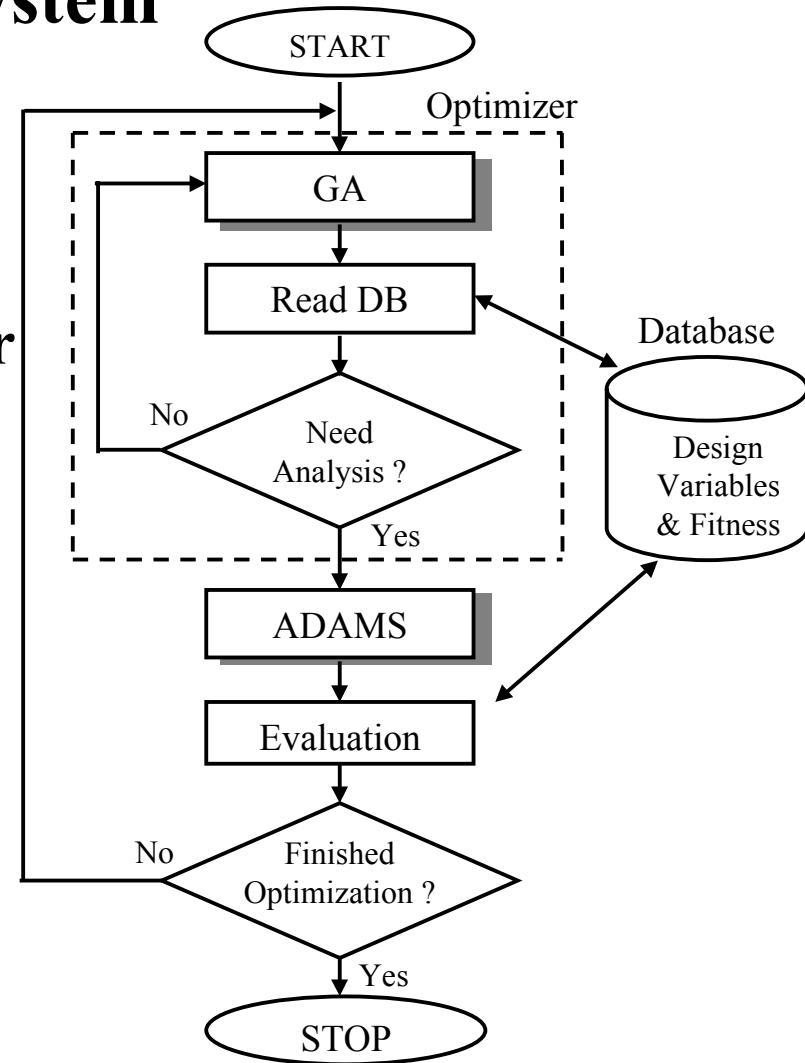 START
Optimizer
GA
Read DB
Database
No
Need
Analysis ?
Design
Variables
& Fitness
Yes
ADAMS
Evaluation
No
Finished
Optimization ?
Yes
STOP